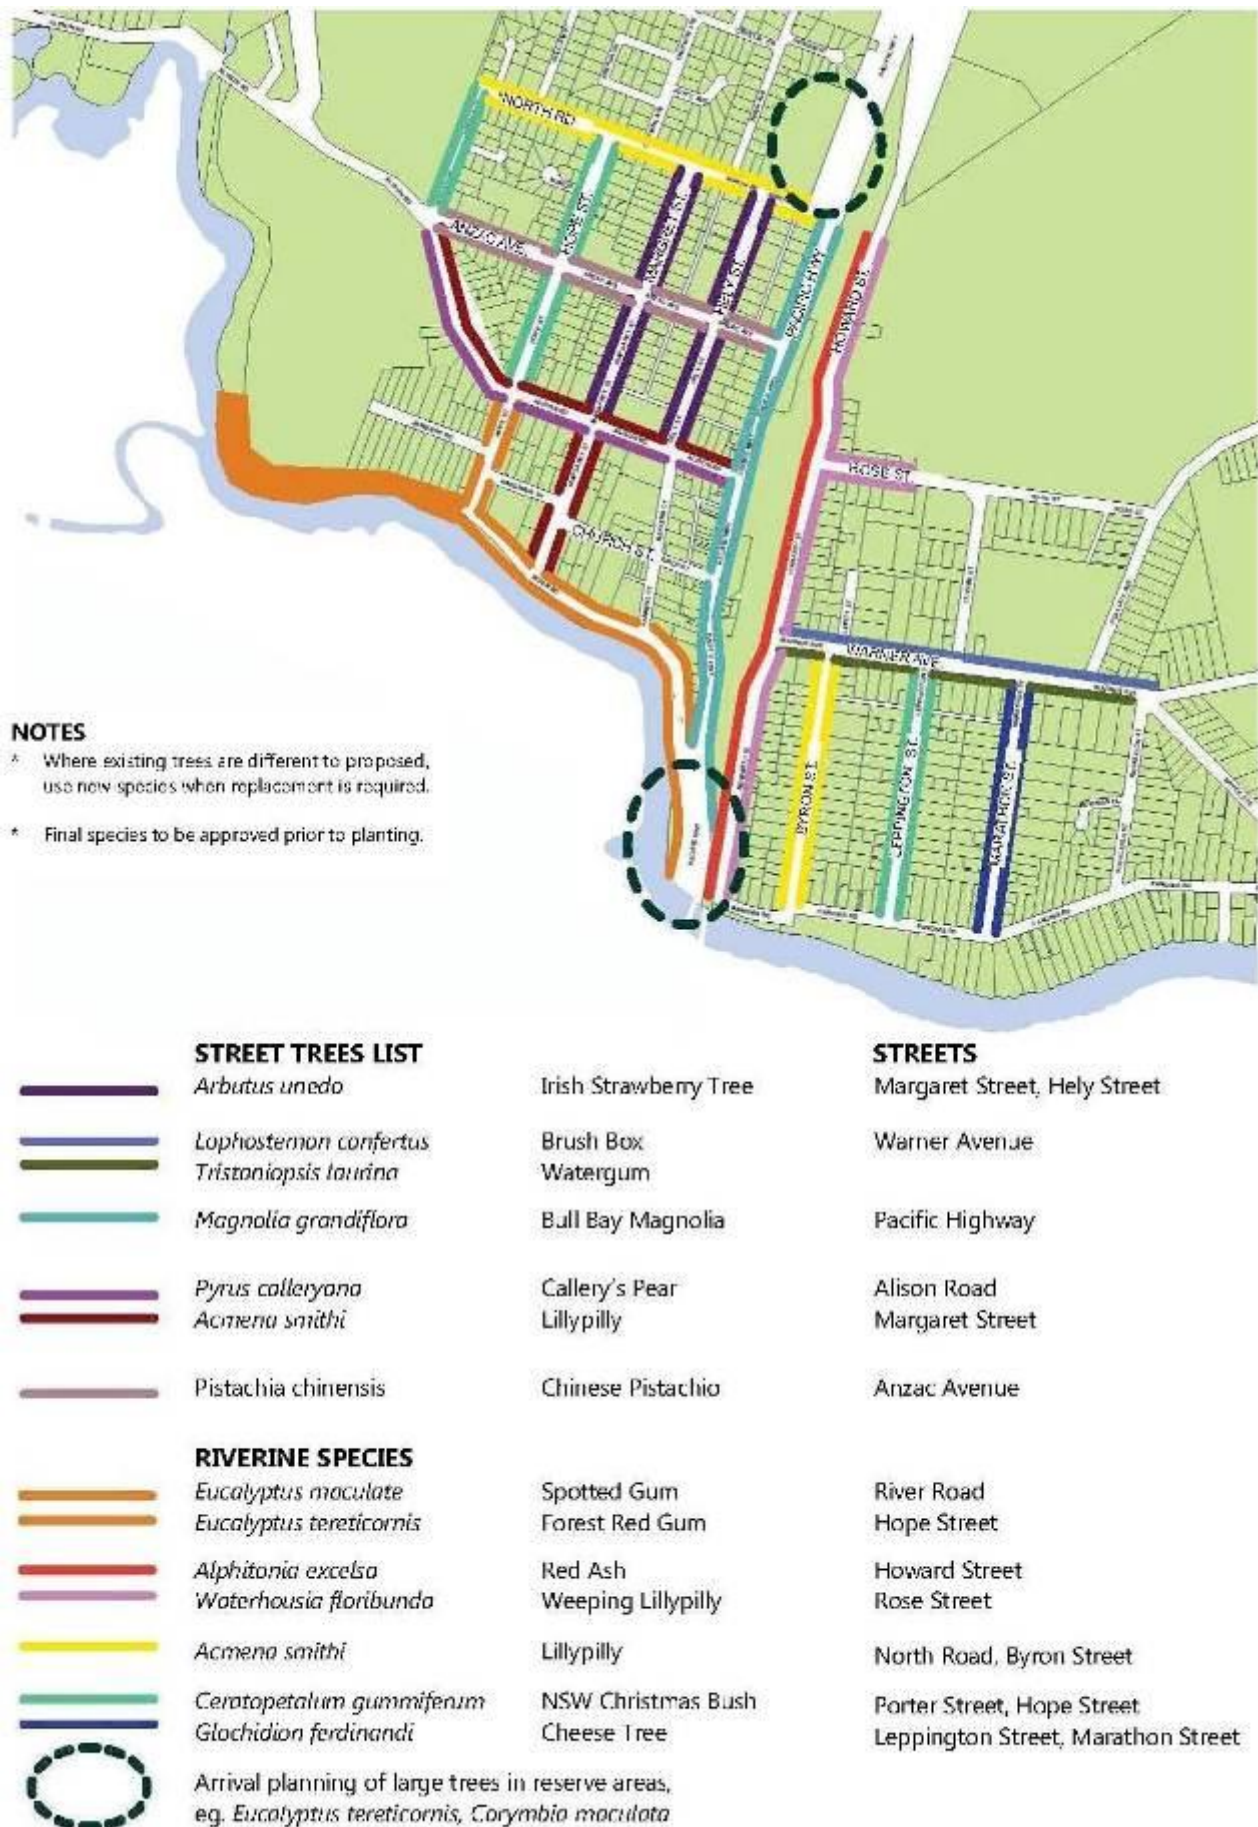 NORTH RD
ANZAC AVE.
HOPE ST.
MARGRET ST.
HELY ST.
PACIFIC HWY
HOWARD ST.
ROSE ST.
CHURCH ST.
WARNER AVE
BYRON ST.
LEPPINGTON ST.
MARATHON ST.
NOTES
* Where existing trees are different to proposed,
use new species when replacement is required.
* Final species to be approved prior to planting.
STREET TREES LIST STREETS
Arbutus unedo Irish Strawberry Tree Margaret Street, Hely Street
Lophostemon confertus Brush Box Warner Avenue
Tristaniopsis laurina Watergum
Magnolia grandiflora Bull Bay Magnolia Pacific Highway
Pyrus calleryana Callery's Pear Alison Road
Acmena smithi Lillypilly Margaret Street
Pistachia chinensis Chinese Pistachio Anzac Avenue
RIVERINE SPECIES
Eucalyptus maculate Spotted Gum River Road
Eucalyptus tereticornis Forest Red Gum Hope Street
Alphitonia excelsa Red Ash Howard Street
Waterhousia floribunda Weeping Lillypilly Rose Street
Acmena smithi Lillypilly North Road, Byron Street
Ceratopetalum gummiferum NSW Christmas Bush Porter Street, Hope Street
Glochidion ferdinandi Cheese Tree Leppington Street, Marathon Street
Arrival planning of large trees in reserve areas,
eg. Eucalyptus tereticornis, Corymbia maculata